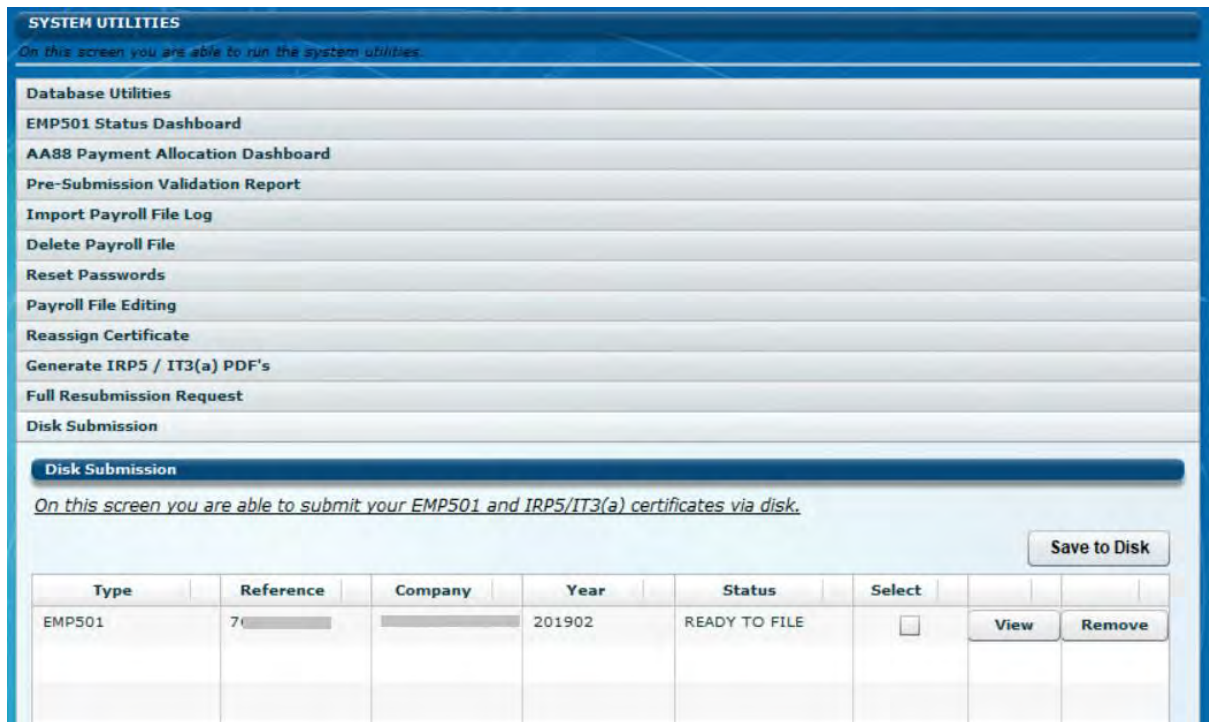 SYSTEM UTILITIES
On this screen you are able to run the system utilities.
Database Utilities
EMP501 Status Dashboard
AA88 Payment Allocation Dashboard
Pre-Submission Validation Report
Import Payroll File Log
Delete Payroll File
Reset Passwords
Payroll File Editing
Reassign Certificate
Generate IRP5 / IT3(a) PDF's
Full Resubmission Request
Disk Submission
Disk Submission
On this screen you are able to submit your EMP501 and IRP5/IT3(a) certificates via disk.
Save to Disk
Type Reference Company Year Status Select
EMP501 7 201902 READY TO FILE View Remove